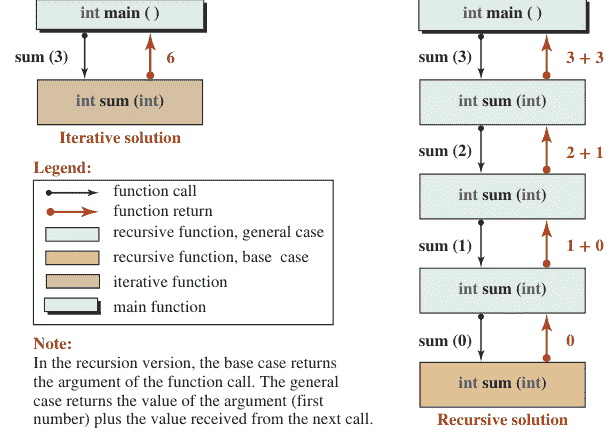 int main ( )
sum (3)
6
int sum (int)
Iterative solution
Legend:
function call
function return
recursive function, general case
recursive function, base case
iterative function
main function
Note:
In the recursion version, the base case returns
the argument of the function call. The general
case returns the value of the argument (first
number) plus the value received from the next call.
int main ( )
sum (3)
3 + 3
int sum (int)
sum (2)
2 + 1
int sum (int)
sum (1)
1 + 0
int sum (int)
sum (0)
0
int sum (int)
Recursive solution